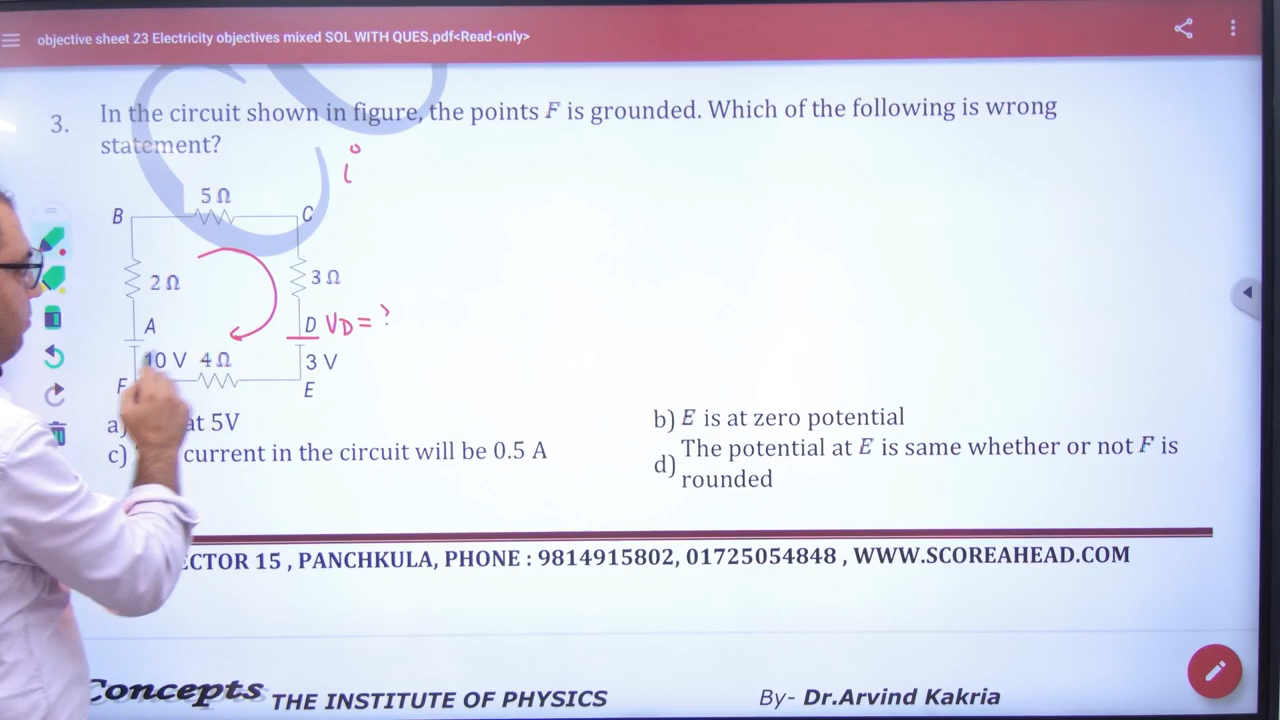 objective sheet 23 Electricity objectives mixed SOL WITH QUES.pdf<Read-only>
3. In the circuit shown in figure, the points F is grounded. Which of the following is wrong
statement?
i
5 Ω
B
C
2 Ω
3 Ω
A
D VD = ?
10 V 4 Ω
3 V
F
E
a) at 5V
b) E is at zero potential
c) current in the circuit will be 0.5 A
d) The potential at E is same whether or not F is
rounded
SECTOR 15 , PANCHKULA, PHONE : 9814915802, 01725054848 , WWW.SCOREAHEAD.COM
Concepts THE INSTITUTE OF PHYSICS
By- Dr.Arvind Kakria